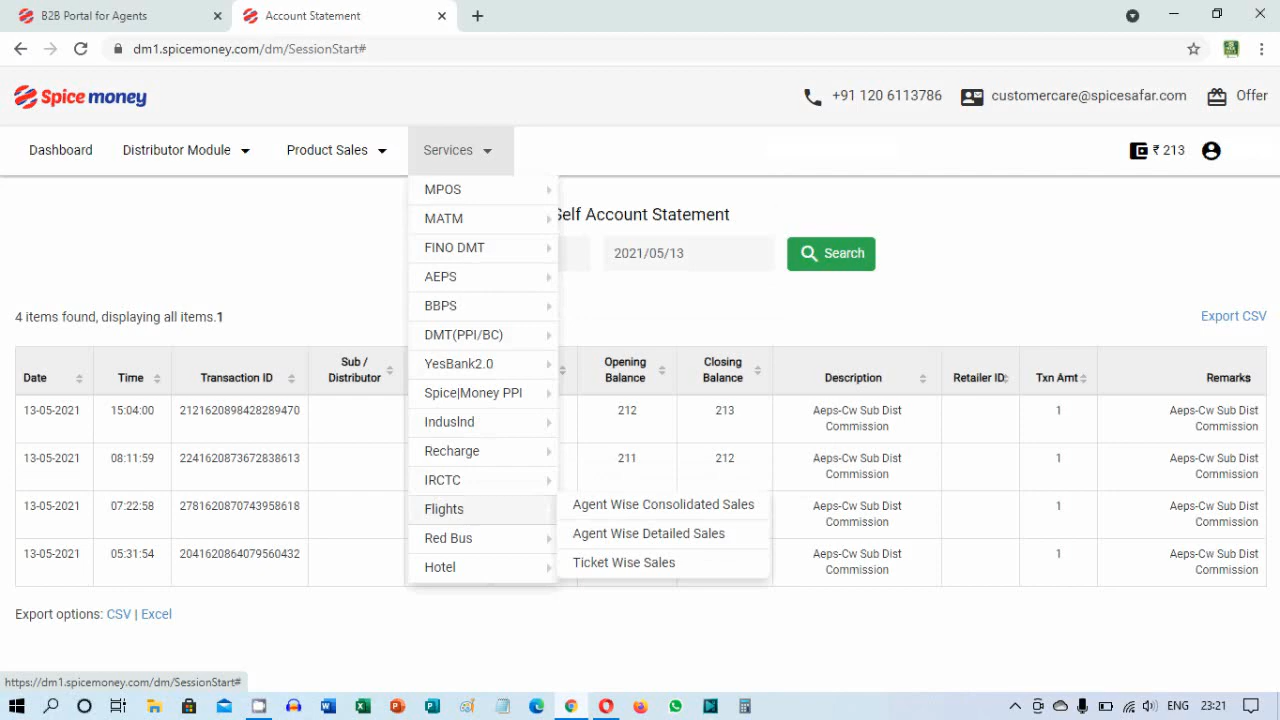 B2B Portal for Agents
Account Statement
dm1.spicemoney.com/dm/SessionStart#
Spice money
+91 120 6113786
customercare@spicesafar.com
Offer
Dashboard
Distributor Module
Product Sales
Services
₹ 213
MPOS
MATM
FINO DMT
AEPS
BBPS
DMT(PPI/BC)
YesBank2.0
Spice|Money PPI
IndusInd
Recharge
IRCTC
Flights
Red Bus
Hotel
Agent Wise Consolidated Sales
Agent Wise Detailed Sales
Ticket Wise Sales
Self Account Statement
2021/05/13
Search
4 items found, displaying all items.1
Export CSV
Date
Time
Transaction ID
Sub /
Distributor
Opening
Balance
Closing
Balance
Description
Retailer ID
Txn Amt
Remarks
13-05-2021 15:04:00 2121620898428289470 212 213 Aeps-Cw Sub Dist 1 Aeps-Cw Sub Dist
Commission Commission
13-05-2021 08:11:59 2241620873672838613 211 212 Aeps-Cw Sub Dist 1 Aeps-Cw Sub Dist
Commission Commission
13-05-2021 07:22:58 2781620870743958618 Aeps-Cw Sub Dist 1 Aeps-Cw Sub Dist
Commission Commission
13-05-2021 05:31:54 2041620864079560432 Aeps-Cw Sub Dist 1 Aeps-Cw Sub Dist
Commission Commission
Export options: CSV | Excel
https://dm1.spicemoney.com/dm/SessionStart#
ENG
23:21